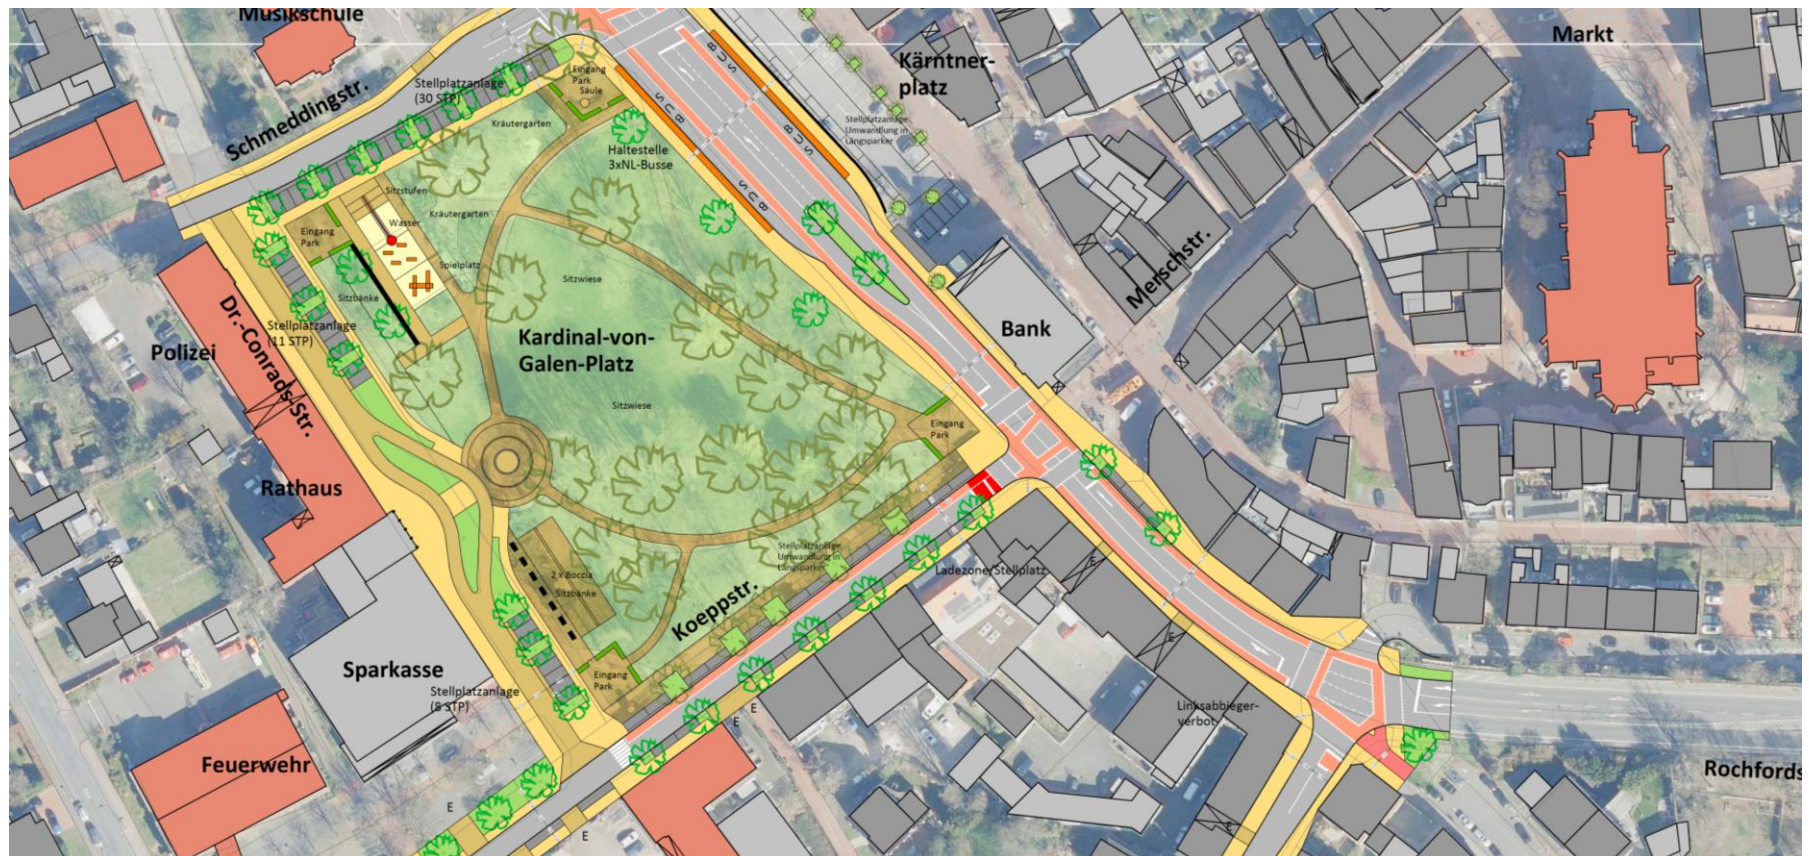 Musikschule
Schmeddingstr.
Stellplatzanlage
(30 STP)
Eingang
Park
Säule
Kräutergarten
Haltestelle
3xNL-Busse
BUS
BUS
BUS
BUS
Kärntner-
platz
Stellplatzanlage
Umwandlung in
Längsparker
Markt
Sitzstufen
Kräutergarten
Wasser
Spielplatz
Eingang
Park
Sitzbänke
Sitzwiese
Stellplatzanlage
(11 STP)
Polizei
Dr.-Conrads-Str.
Kardinal-von-
Galen-Platz
Bank
Menschstr.
Sitzwiese
Eingang
Park
Rathaus
2 x Boccia
Sitzbänke
Stellplatzanlage
Umwandlung in
Längsparker
Koeppstr.
Ladezone/Stellplatz
E
E
Sparkasse
Stellplatzanlage
(8 STP)
Eingang
Park
E
E
Linksabbieger-
verbot
Feuerwehr
Rochfords
E
E
E